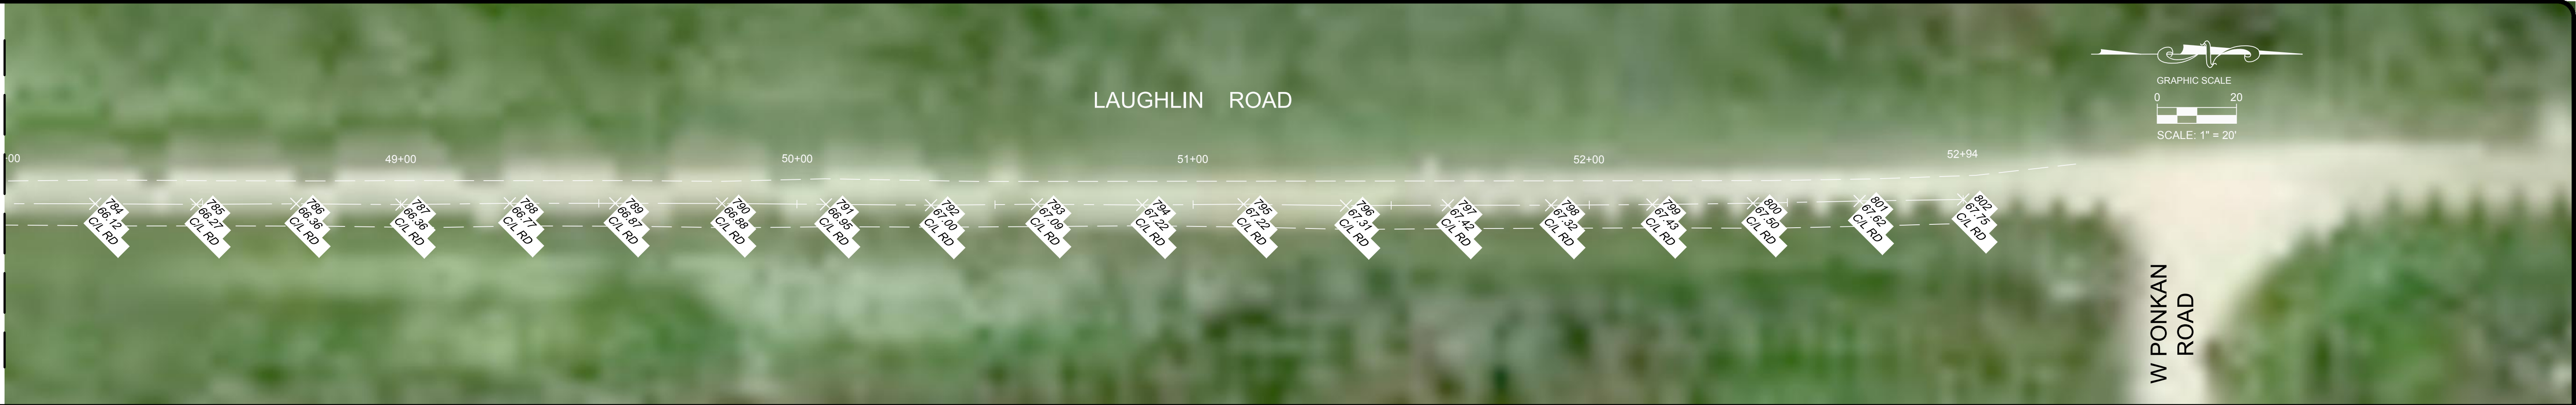 GRAPHIC SCALE
0 20
SCALE: 1" = 20'
LAUGHLIN ROAD
+00
49+00
50+00
51+00
52+00
52+94
784
66.12
C/L RD
785
66.27
C/L RD
786
66.36
C/L RD
787
66.36
C/L RD
788
66.77
C/L RD
789
66.87
C/L RD
790
66.98
C/L RD
791
66.95
C/L RD
792
67.00
C/L RD
793
67.09
C/L RD
794
67.22
C/L RD
795
67.22
C/L RD
796
67.31
C/L RD
797
67.42
C/L RD
798
67.32
C/L RD
799
67.43
C/L RD
800
67.50
C/L RD
801
67.62
C/L RD
802
67.75
C/L RD
W PONKAN
ROAD